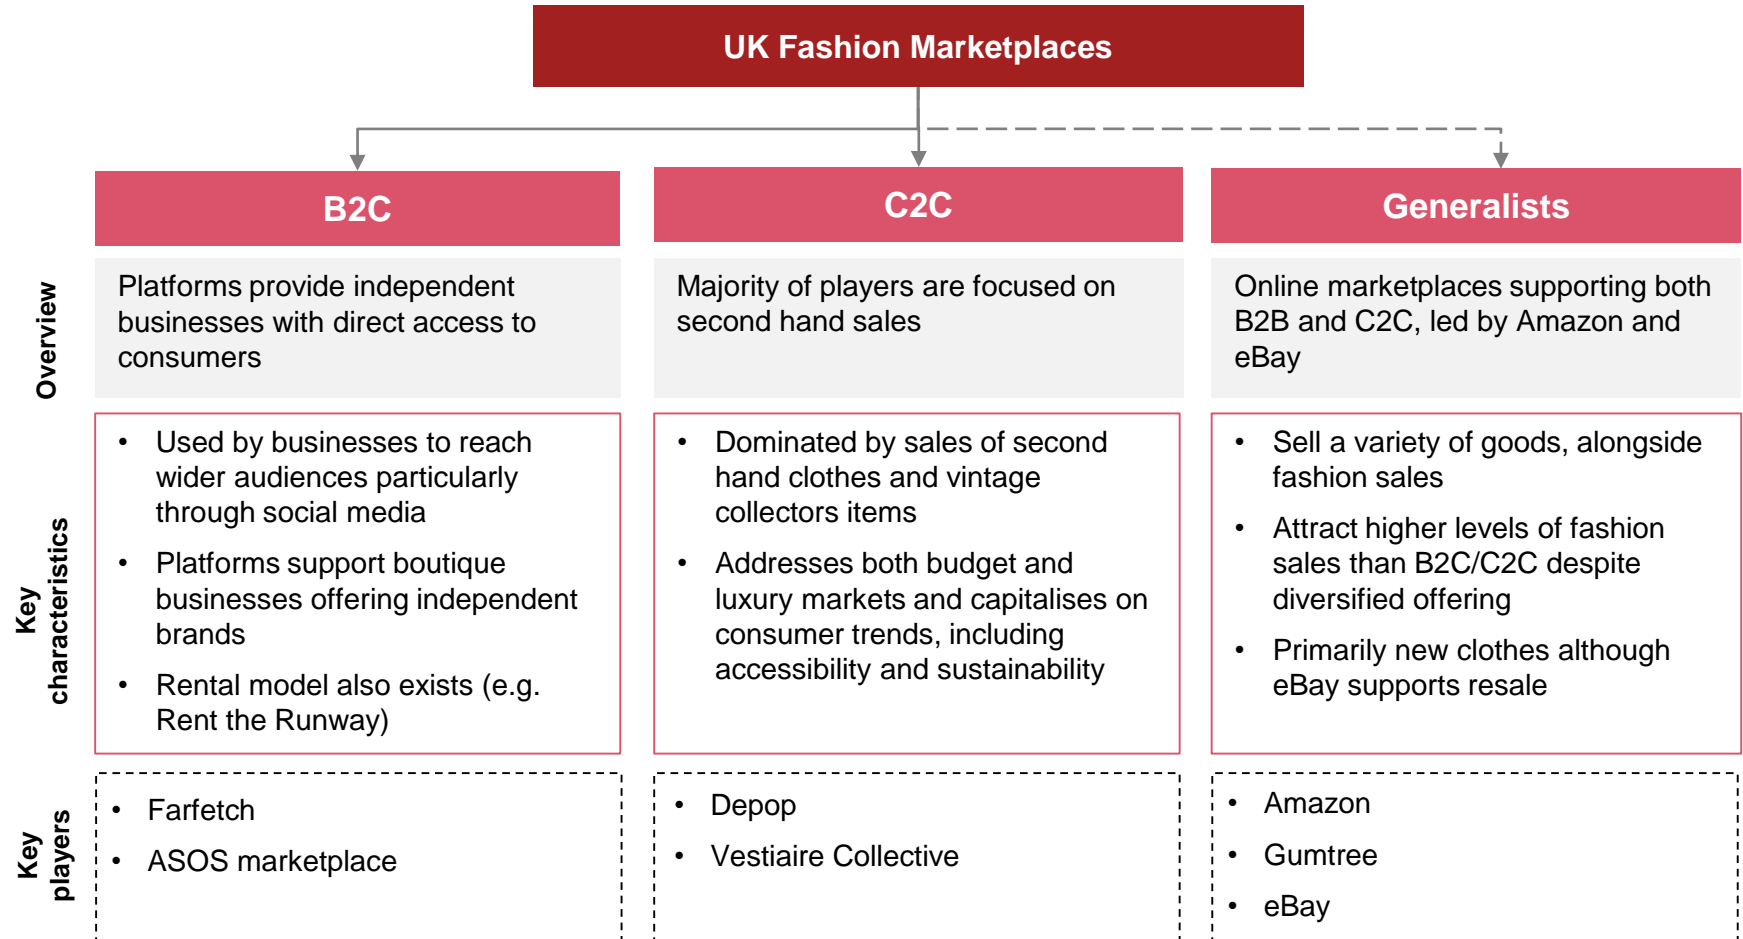 UK Fashion Marketplaces
B2C
C2C
Generalists
Overview
Platforms provide independent
businesses with direct access to
consumers
Majority of players are focused on
second hand sales
Online marketplaces supporting both
B2B and C2C, led by Amazon and
eBay
Key
characteristics
• Used by businesses to reach
wider audiences particularly
through social media
• Platforms support boutique
businesses offering independent
brands
• Rental model also exists (e.g.
Rent the Runway)
• Dominated by sales of second
hand clothes and vintage
collectors items
• Addresses both budget and
luxury markets and capitalises on
consumer trends, including
accessibility and sustainability
• Sell a variety of goods, alongside
fashion sales
• Attract higher levels of fashion
sales than B2C/C2C despite
diversified offering
• Primarily new clothes although
eBay supports resale
Key
players
• Farfetch
• ASOS marketplace
• Depop
• Vestiaire Collective
• Amazon
• Gumtree
• eBay